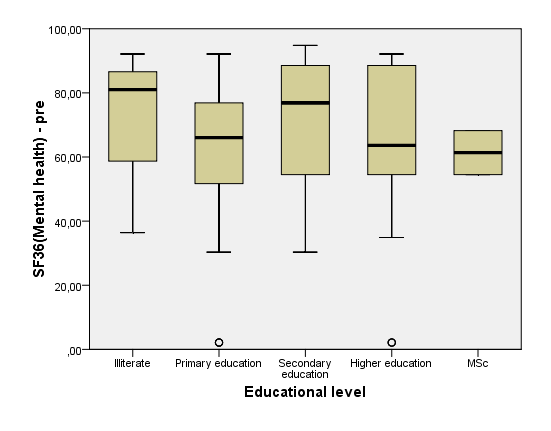 100,00
80,00
60,00
40,00
20,00
,00
SF36(Mental health) - pre
Illiterate
Primary education
Secondary
education
Higher education
MSc
Educational level